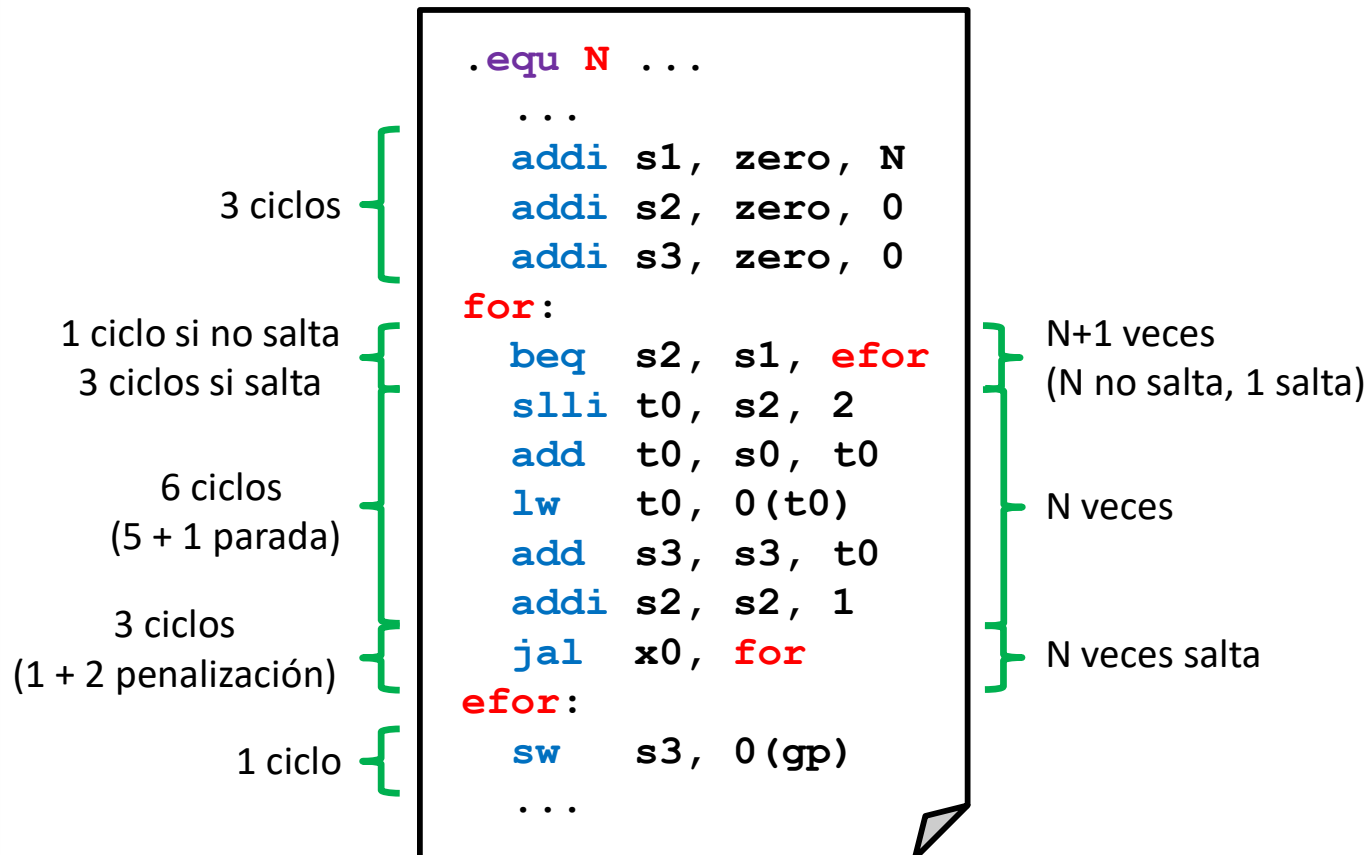 .equ N ...
...
addi s1, zero, N
3 ciclos
addi s2, zero, 0
addi s3, zero, 0
for:
1 ciclo si no salta
3 ciclos si salta
beq s2, s1, efor
N+1 veces
(N no salta, 1 salta)
slli t0, s2, 2
add t0, s0, t0
6 ciclos
(5 + 1 parada)
lw t0, 0(t0)
N veces
add s3, s3, t0
addi s2, s2, 1
3 ciclos
(1 + 2 penalización)
jal x0, for
N veces salta
efor:
1 ciclo
sw s3, 0(gp)
...